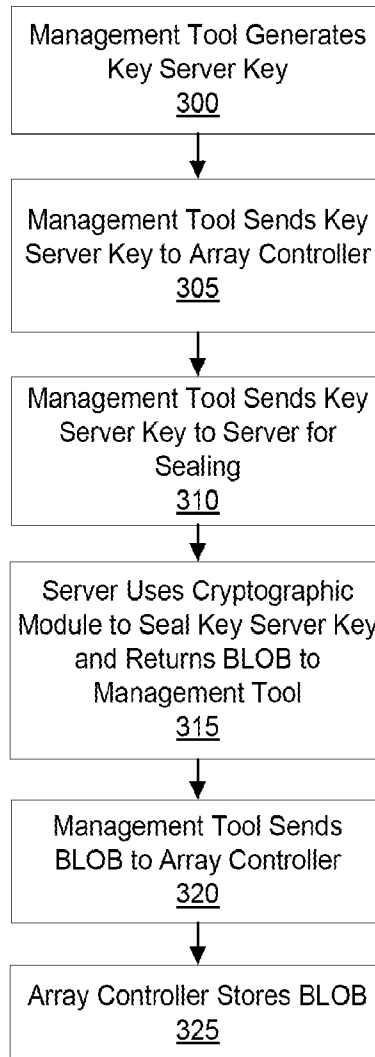 Management Tool Generates
Key Server Key
300
Management Tool Sends Key
Server Key to Array Controller
305
Management Tool Sends Key
Server Key to Server for
Sealing
310
Server Uses Cryptographic
Module to Seal Key Server Key
and Returns BLOB to
Management Tool
315
Management Tool Sends
BLOB to Array Controller
320
Array Controller Stores BLOB
325